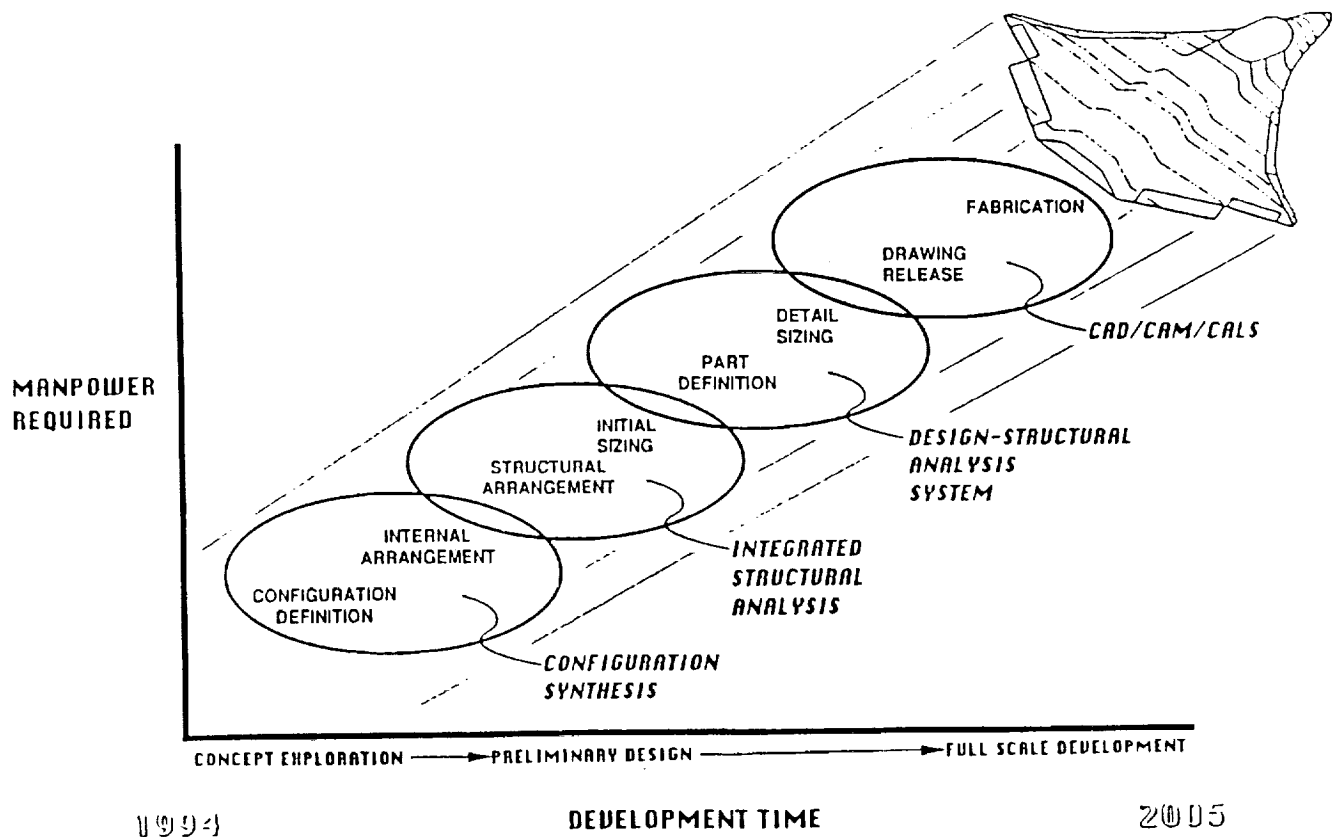 FABRICATION
DRAWING
RELEASE
CAD/CAM/CALS
DETAIL
SIZING
PART
DEFINITION
DESIGN-STRUCTURAL
ANALYSIS
SYSTEM
MANPOWER
REQUIRED
INITIAL
SIZING
STRUCTURAL
ARRANGEMENT
INTEGRATED
STRUCTURAL
ANALYSIS
INTERNAL
ARRANGEMENT
CONFIGURATION
DEFINITION
CONFIGURATION
SYNTHESIS
CONCEPT EXPLORATION PRELIMINARY DESIGN FULL SCALE DEVELOPMENT
1994 DEVELOPMENT TIME 2005